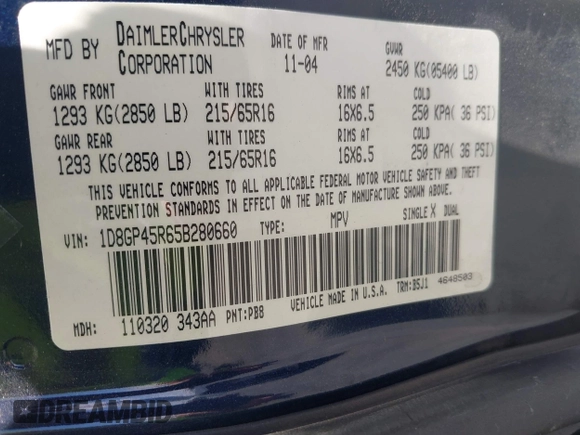 MFD BY DAIMLERCHRYSLER CORPORATION
DATE OF MFR 11-04
GVWR 2450 KG(05400 LB)
GAWR FRONT WITH TIRES RIMS AT COLD
1293 KG(2850 LB) 215/65R16 16X6.5 250 KPA( 36 PSI)
GAWR REAR WITH TIRES RIMS AT COLD
1293 KG(2850 LB) 215/65R16 16X6.5 250 KPA( 36 PSI)
THIS VEHICLE CONFORMS TO ALL APPLICABLE FEDERAL MOTOR VEHICLE SAFETY AND THEFT
PREVENTION STANDARDS IN EFFECT ON THE DATE OF MANUFACTURE SHOWN ABOVE.
VIN: 1D8GP45R65B280660 TYPE: MPV SINGLE X DUAL
MDH: 110320 343AA PNT:PB8 VEHICLE MADE IN U.S.A. TRM:B5J1 4648503
DREAMBID